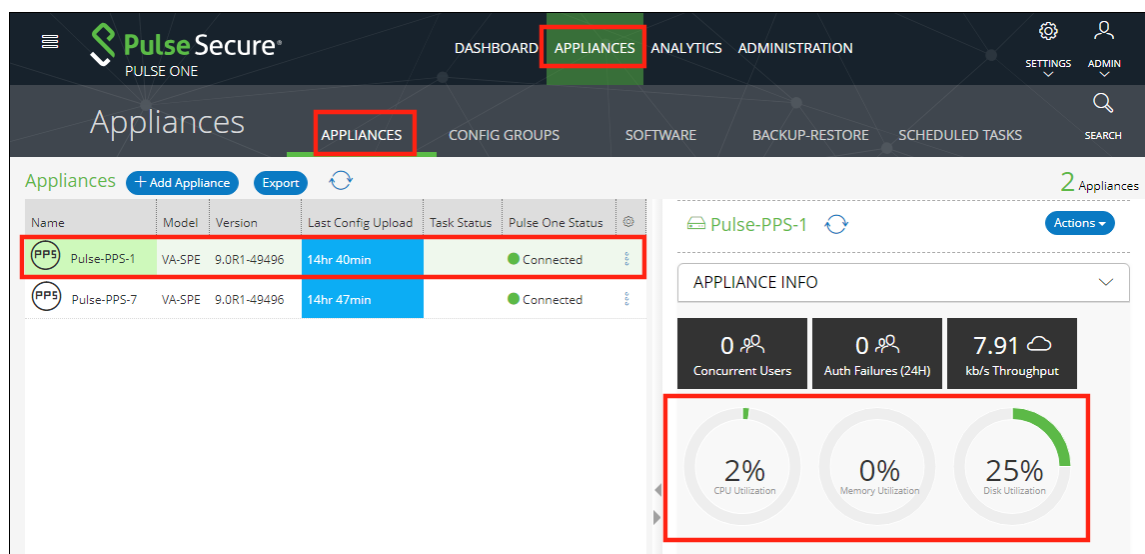 Pulse Secure®
PULSE ONE
DASHBOARD APPLIANCES ANALYTICS ADMINISTRATION
SETTINGS ADMIN
Appliances
APPLIANCES CONFIG GROUPS SOFTWARE BACKUP-RESTORE SCHEDULED TASKS
SEARCH
Appliances + Add Appliance Export
2 Appliances
Name Model Version Last Config Upload Task Status Pulse One Status
PPS Pulse-PPS-1 VA-SPE 9.0R1-49496 14hr 40min Connected
PPS Pulse-PPS-7 VA-SPE 9.0R1-49496 14hr 47min Connected
Pulse-PPS-1 Actions
APPLIANCE INFO
0 0 7.91
Concurrent Users Auth Failures (24H) kb/s Throughput
2% 0% 25%
CPU Utilization Memory Utilization Disk Utilization